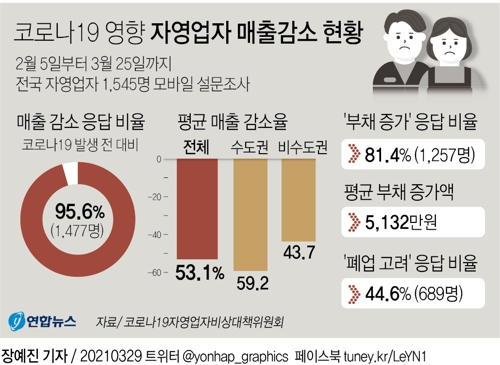 코로나19 영향 자영업자 매출감소 현황
2월 5일부터 3월 25일까지
전국 자영업자 1,545명 모바일 설문조사
매출 감소 응답 비율
코로나19 발생 전 대비
95.6%
(1,477명)
평균 매출 감소율
전체 수도권 비수도권
0
-10
-20
-30
-40
-50
-60
53.1%
59.2
43.7
'부채 증가' 응답 비율
81.4% (1,257명)
평균 부채 증가액
5,132만원
'폐업 고려' 응답 비율
44.6% (689명)
연합뉴스
자료/ 코로나19자영업자비상대책위원회
장예진 기자 / 20210329 트위터 @yonhap_graphics 페이스북 tuney.kr/LeYN1